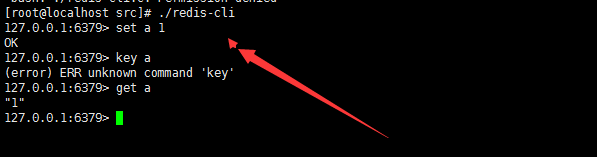 -bash: ./redis-cli: Permission denied
[root@localhost src]# ./redis-cli
127.0.0.1:6379> set a 1
OK
127.0.0.1:6379> key a
(error) ERR unknown command 'key'
127.0.0.1:6379> get a
"1"
127.0.0.1:6379>